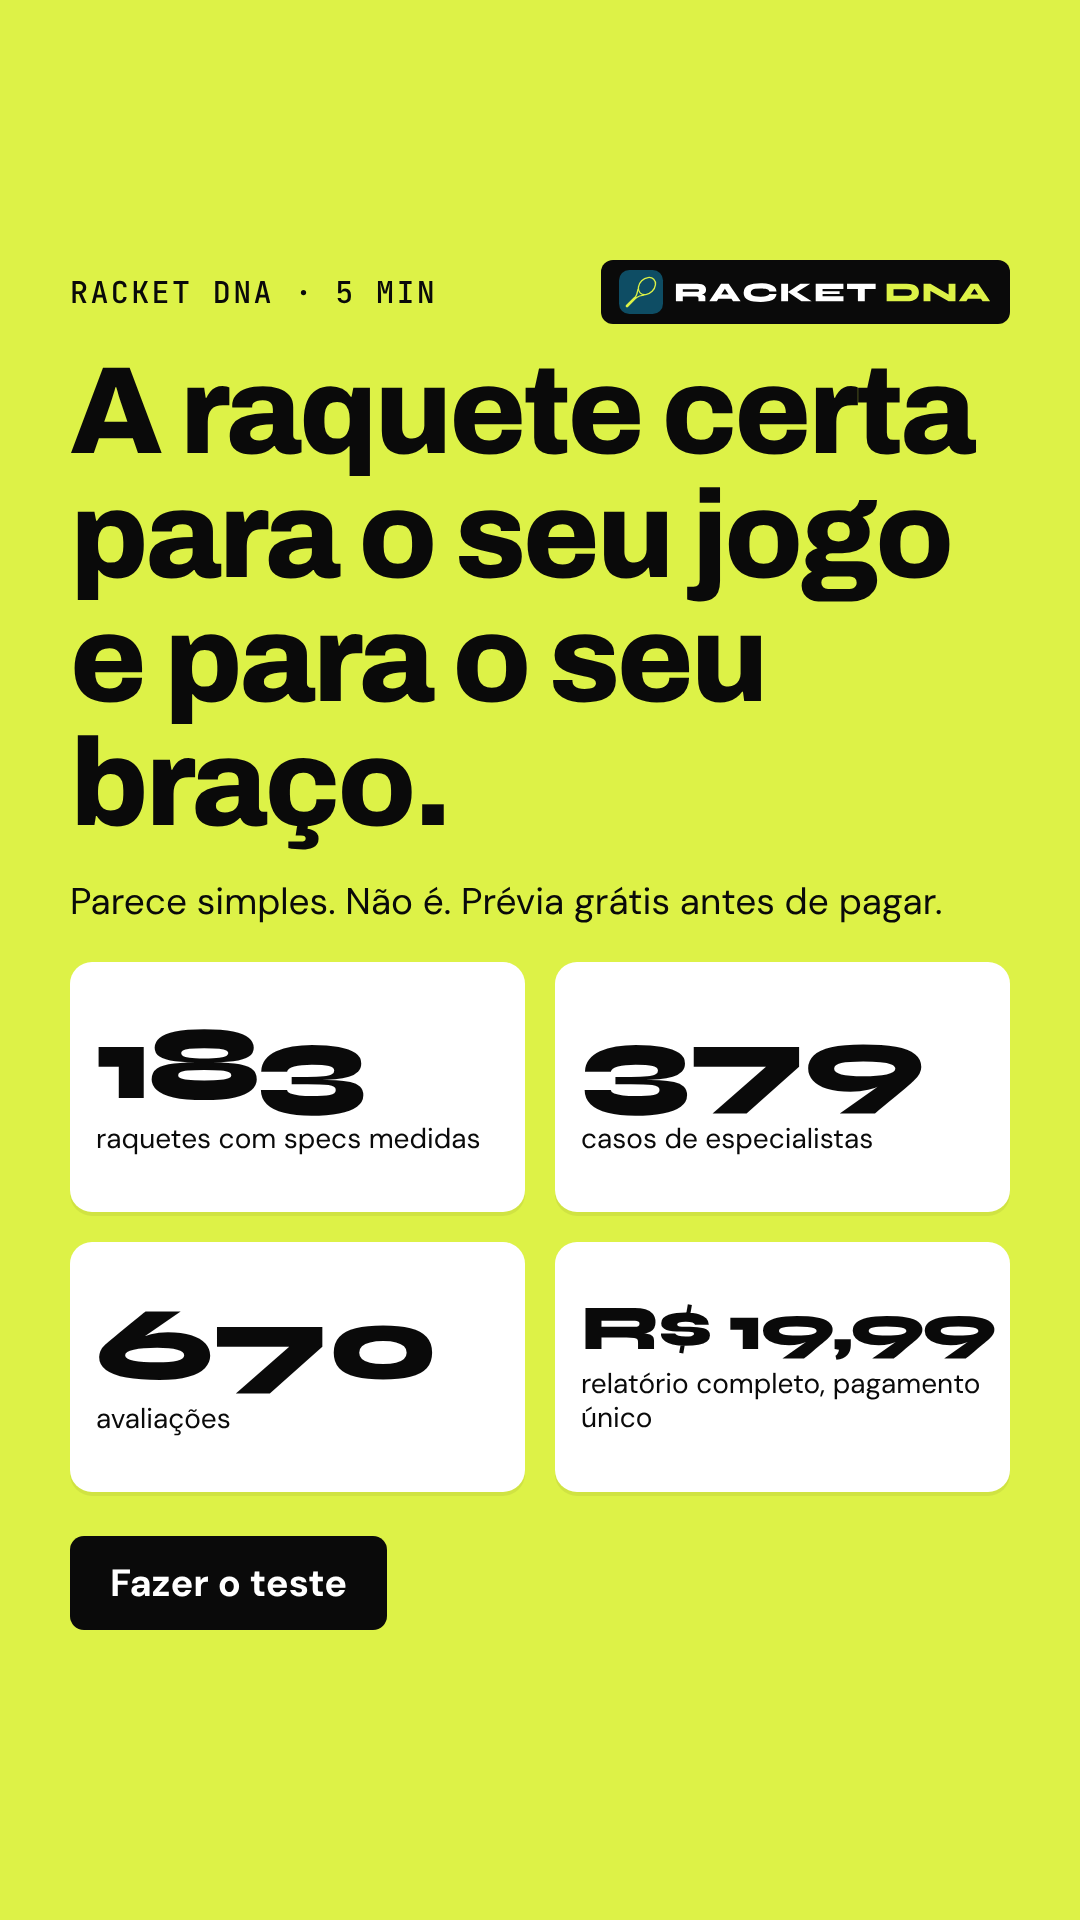 RACKET DNA · 5 MIN
RACKET DNA
A raquete certa
para o seu jogo
e para o seu
braço.
Parece simples. Não é. Prévia grátis antes de pagar.
183
raquetes com specs medidas
379
casos de especialistas
670
avaliações
R$ 19,99
relatório completo, pagamento
único
Fazer o teste